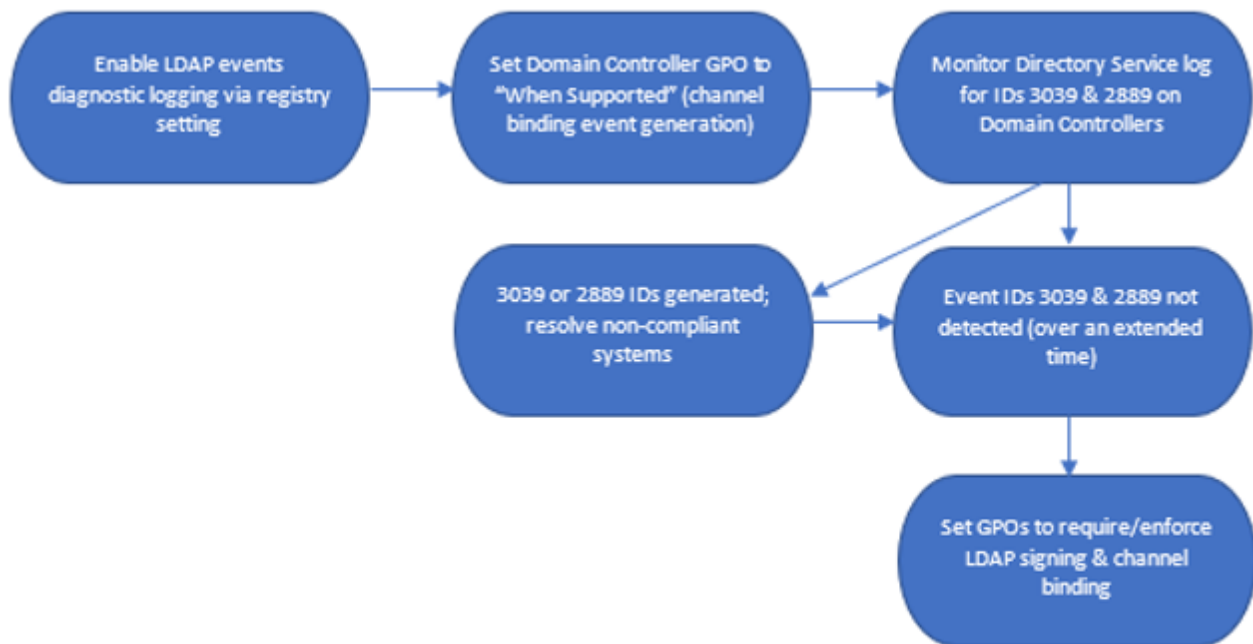 Enable LDAP events
diagnostic logging via registry
setting
Set Domain Controller GPO to
“When Supported” (channel
binding event generation)
Monitor Directory Service log
for IDs 3039 & 2889 on
Domain Controllers
3039 or 2889 IDs generated;
resolve non-compliant
systems
Event IDs 3039 & 2889 not
detected (over an extended
time)
Set GPOs to require/enforce
LDAP signing & channel
binding